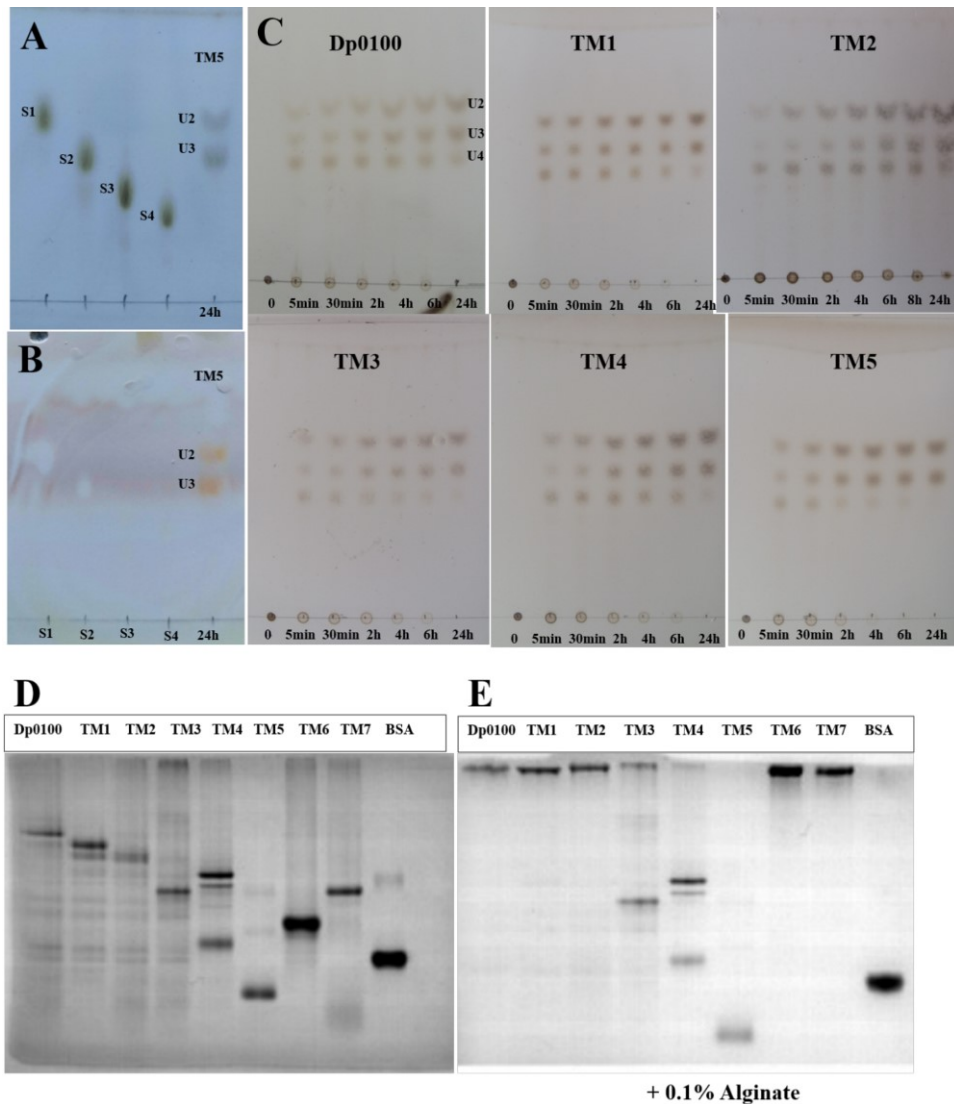 A
TM5
S1
U2
S2
U3
S3
S4
24h
C
Dp0100
U2
U3
U4
0 5min 30min 2h 4h 6h 24h
TM1
0 5min 30min 2h 4h 6h 24h
TM2
0 5min 30min 2h 4h 6h 8h 24h
B
TM5
U2
U3
S1 S2 S3 S4 24h
TM3
0 5min 30min 2h 4h 6h 24h
TM4
0 5min 30min 2h 4h 6h 24h
TM5
0 5min 30min 2h 4h 6h 24h
D
Dp0100 TM1 TM2 TM3 TM4 TM5 TM6 TM7 BSA
E
Dp0100 TM1 TM2 TM3 TM4 TM5 TM6 TM7 BSA
+ 0.1% Alginate